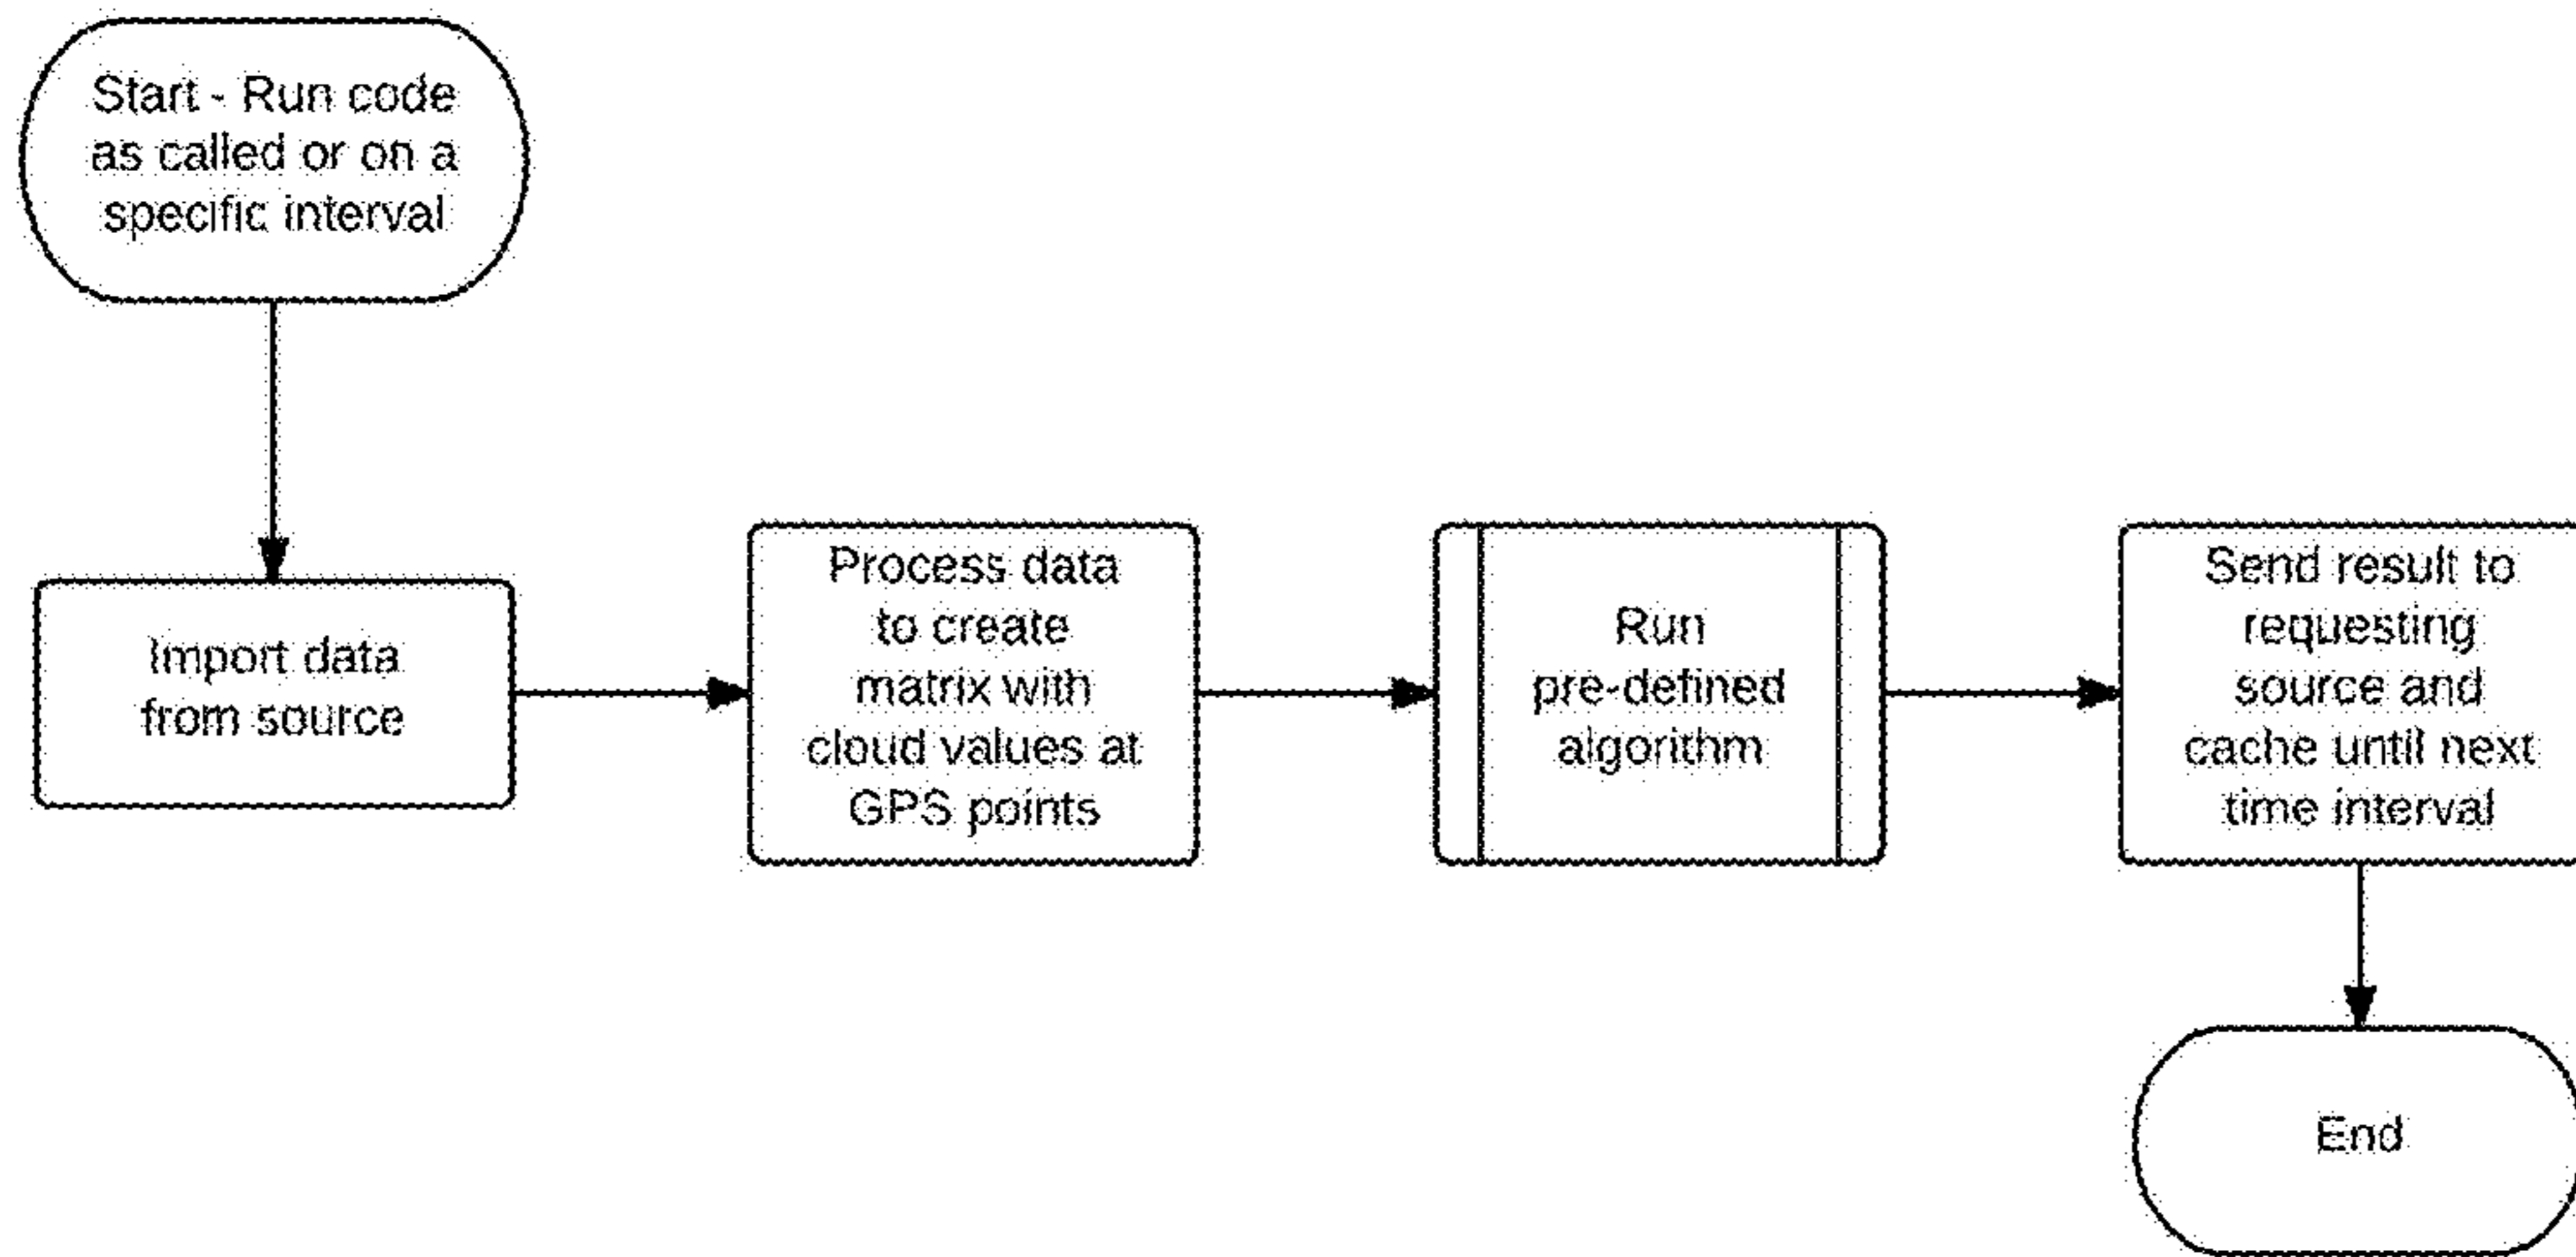 Start - Run code
as called or on a
specific interval
Import data
from source
Process data
to create
matrix with
cloud values at
GPS points
Run
pre-defined
algorithm
Send result to
requesting
source and
cache until next
time interval
End